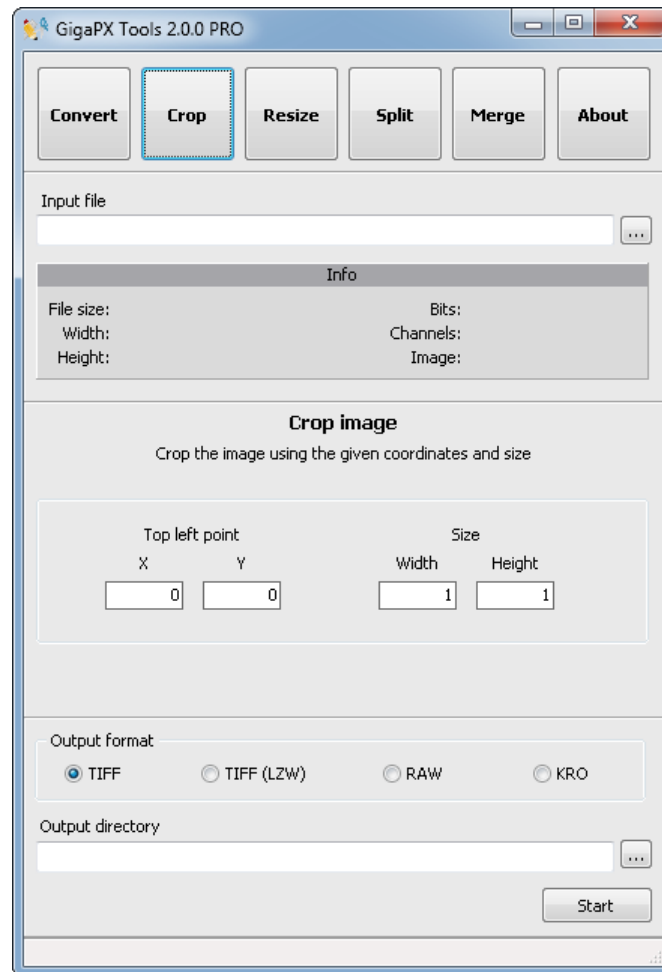 GigaPX Tools 2.0.0 PRO
Convert Crop Resize Split Merge About
Input file
...
Info
File size: Bits:
Width: Channels:
Height: Image:
Crop image
Crop the image using the given coordinates and size
Top left point Size
X Y Width Height
0 0 1 1
Output format
TIFF TIFF (LZW) RAW KRO
Output directory
...
Start